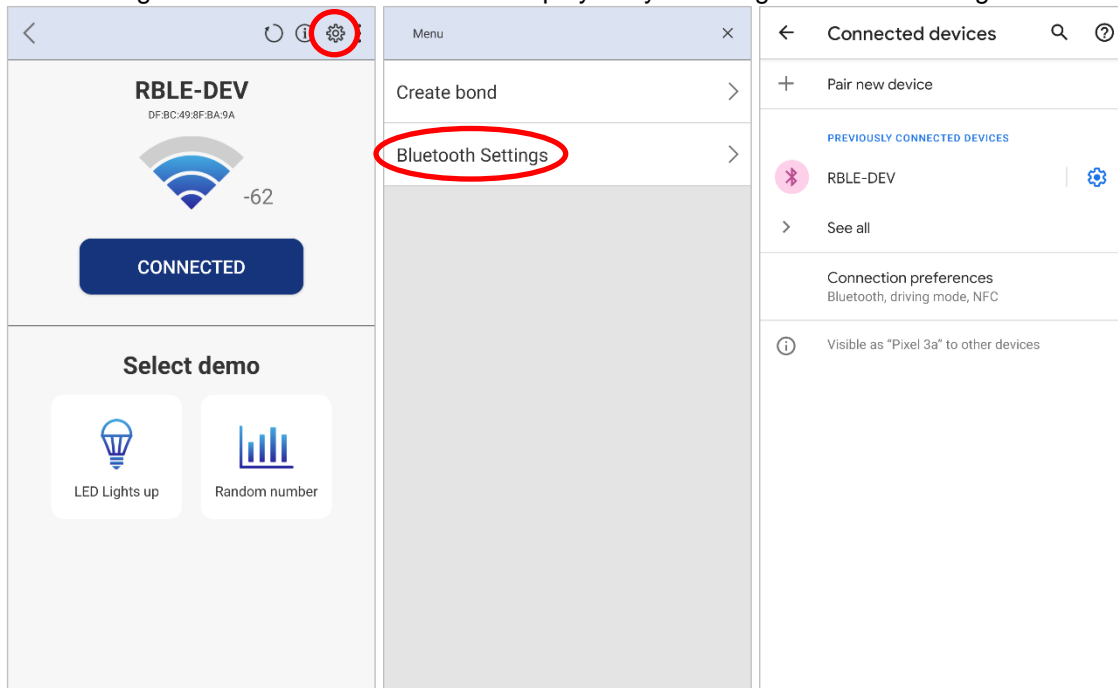 RBLE-DEV
DF:BC:49:8F:BA:9A
-62
CONNECTED
Select demo
LED Lights up
Random number
Menu
Create bond
Bluetooth Settings
Connected devices
Pair new device
PREVIOUSLY CONNECTED DEVICES
RBLE-DEV
See all
Connection preferences
Bluetooth, driving mode, NFC
Visible as "Pixel 3a" to other devices